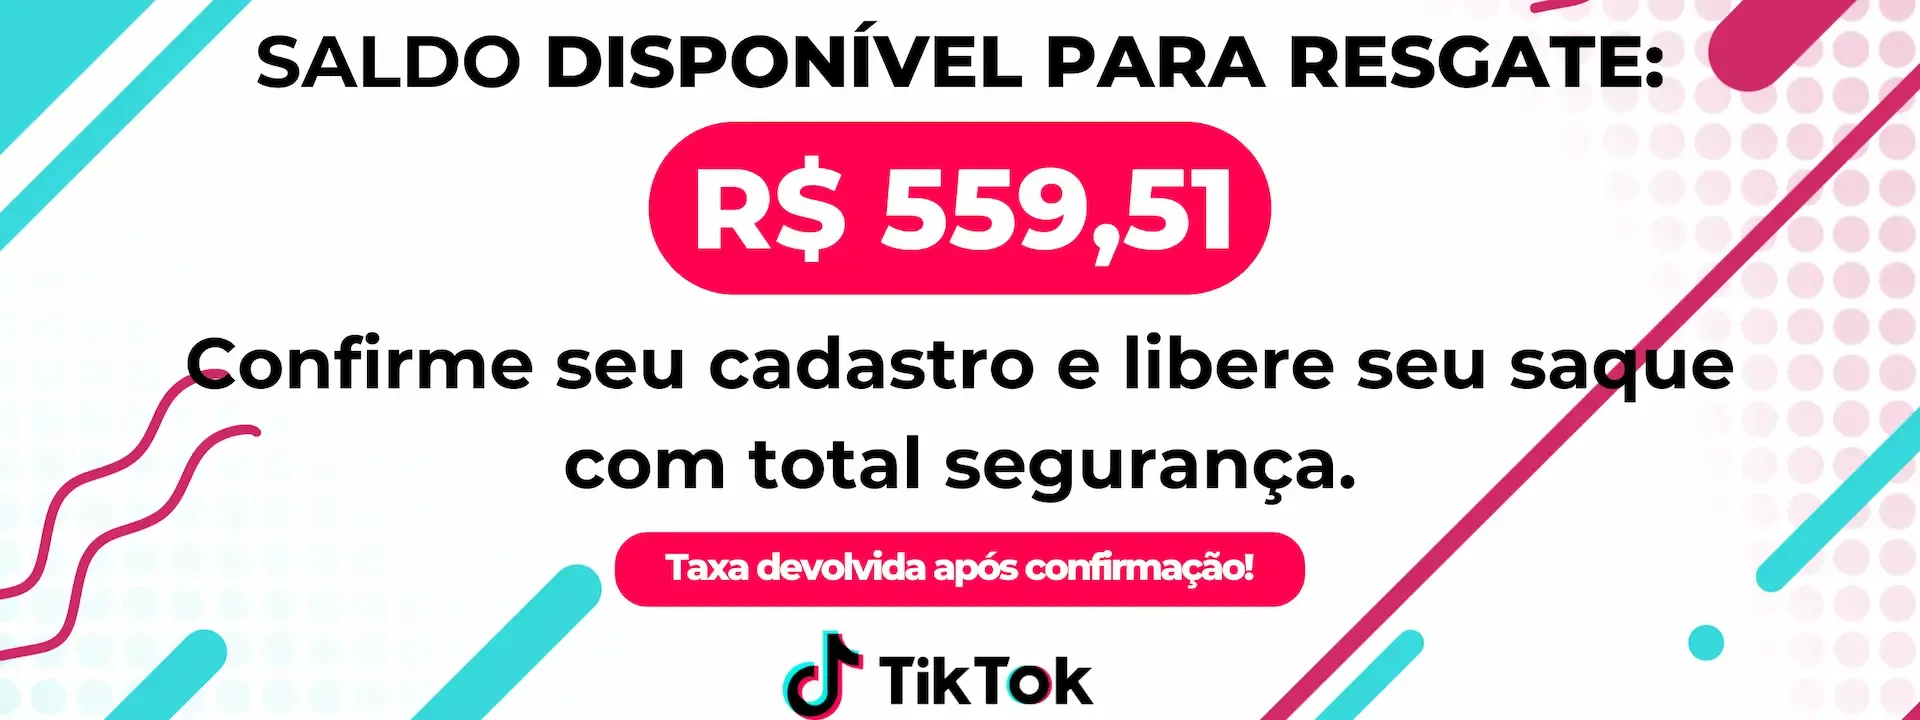 SALDO DISPONÍVEL PARA RESGATE:
R$ 559,51
Confirme seu cadastro e libere seu saque
com total segurança.
Taxa devolvida após confirmação!
TikTok